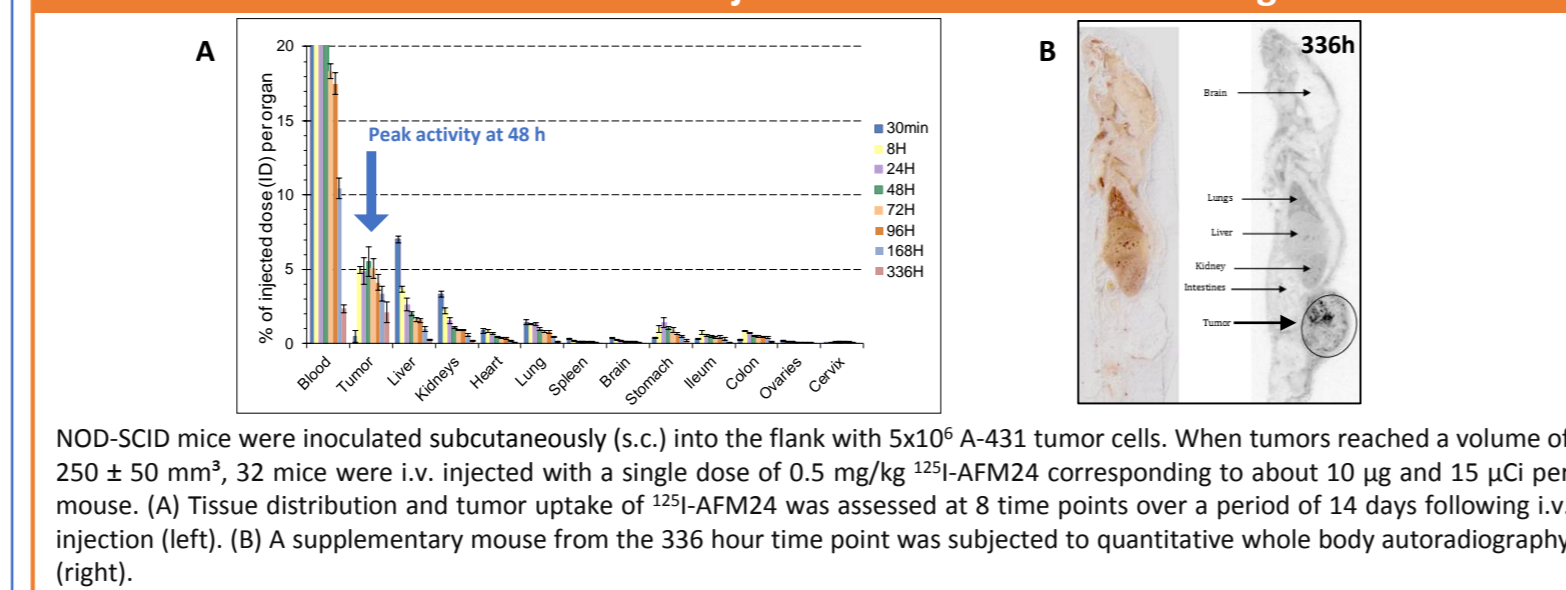 A
% of injected dose (ID) per organ
20
15
10
5
0
Peak activity at 48 h
30min
8H
24H
48H
72H
96H
168H
336H
Blood
Tumor
Liver
Kidneys
Heart
Lung
Spleen
Brain
Stomach
Ileum
Colon
Ovaries
Cervix
B
336h
Brain
Lungs
Liver
Kidney
Intestines
Tumor
NOD-SCID mice were inoculated subcutaneously (s.c.) into the flank with 5x10⁶ A-431 tumor cells. When tumors reached a volume of
250 ± 50 mm³, 32 mice were i.v. injected with a single dose of 0.5 mg/kg ¹²⁵I-AFM24 corresponding to about 10 µg and 15 µCi per
mouse. (A) Tissue distribution and tumor uptake of ¹²⁵I-AFM24 was assessed at 8 time points over a period of 14 days following i.v.
injection (left). (B) A supplementary mouse from the 336 hour time point was subjected to quantitative whole body autoradiography
(right).